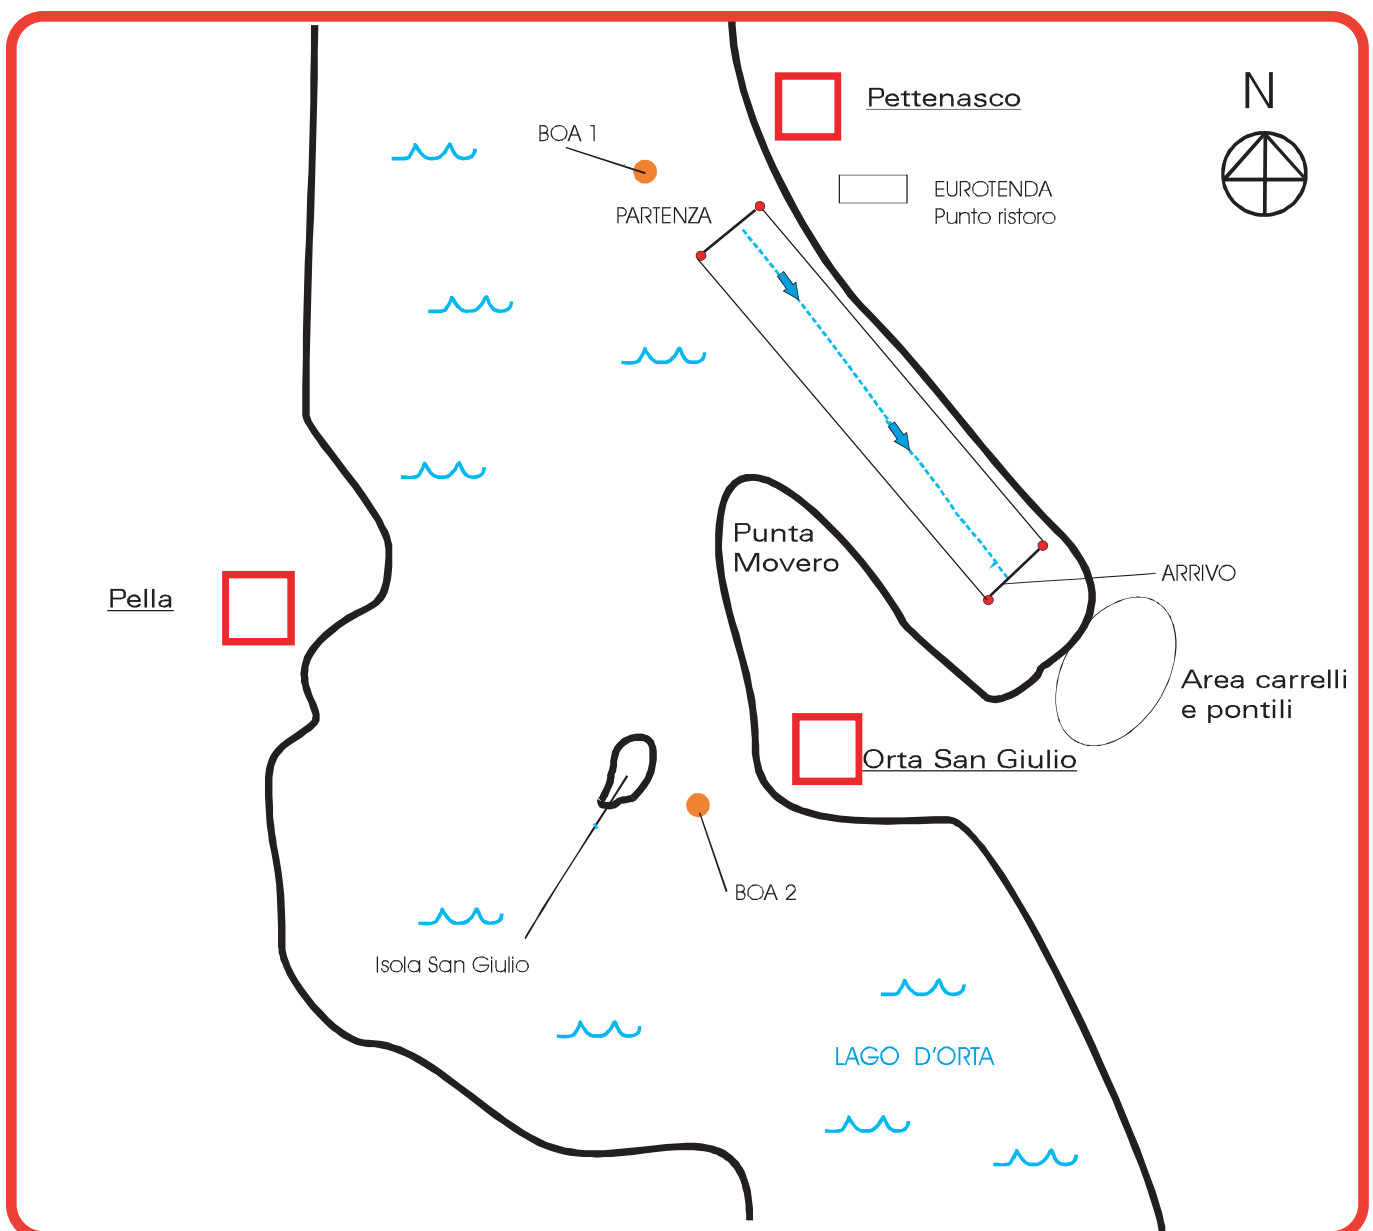 N
Pettenasco
BOA 1
EUROTENDA
Punto ristoro
PARTENZA
Punta
Movero
ARRIVO
Pella
Area carrelli
e pontili
Orta San Giulio
BOA 2
Isola San Giulio
LAGO D'ORTA